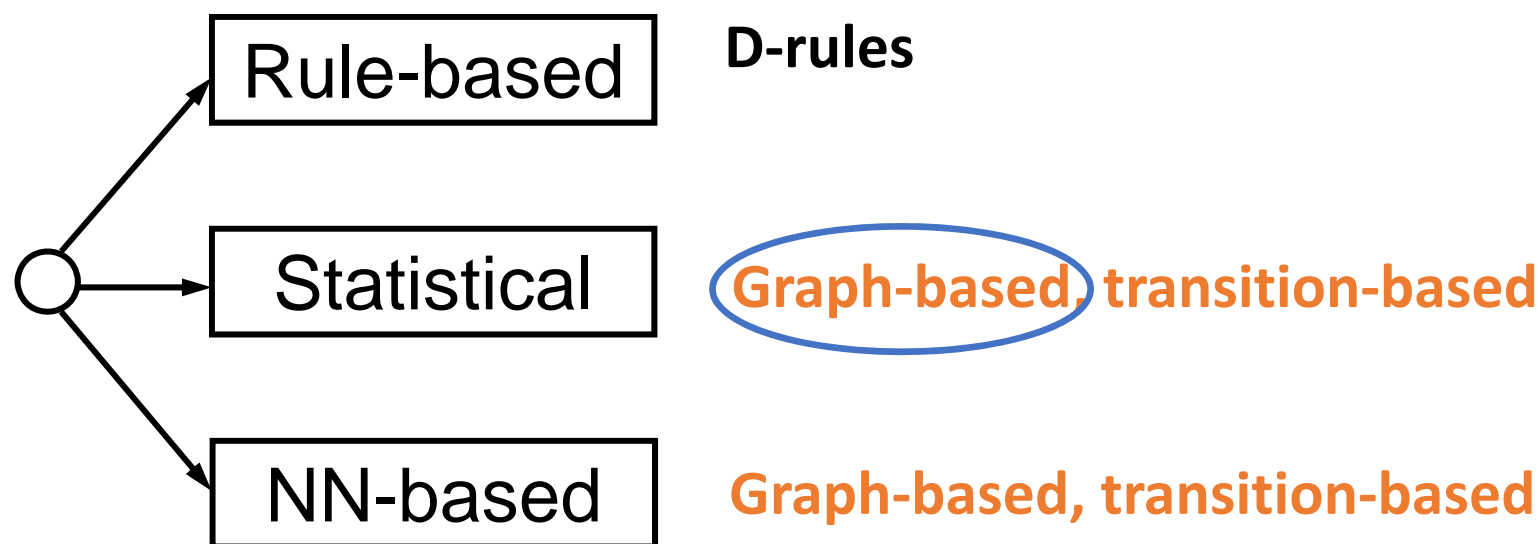 Rule-based D-rules
Statistical Graph-based, transition-based
NN-based Graph-based, transition-based